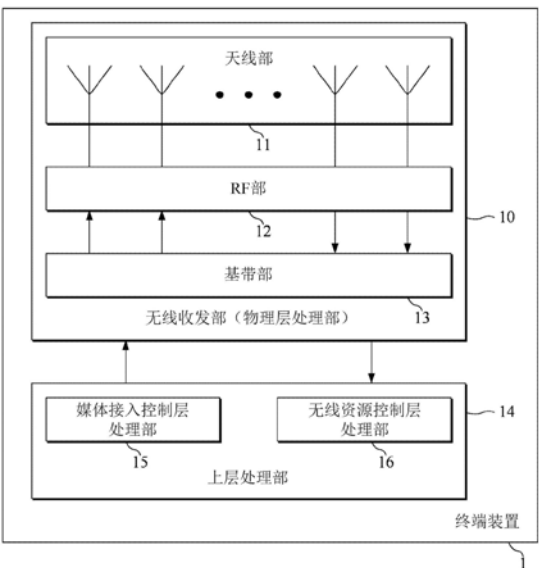 天线部
11
RF部
12
10
基带部
13
无线收发部（物理层处理部）
媒体接入控制层
处理部
15
无线资源控制层
处理部
16
14
上层处理部
终端装置
1